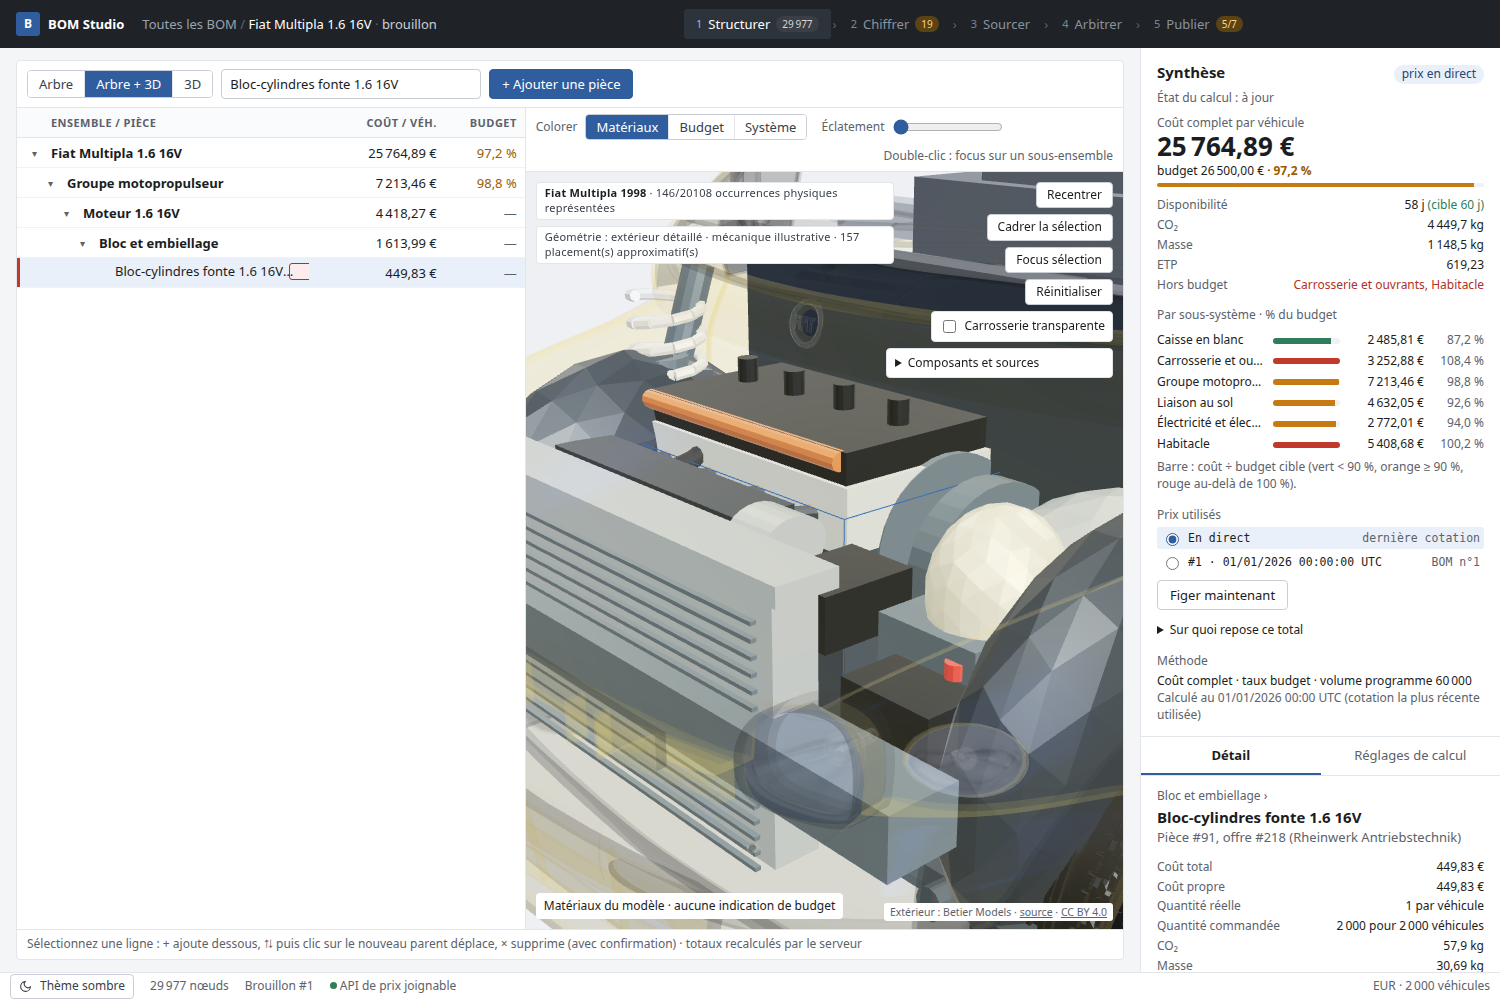 B BOM Studio Toutes les BOM / Fiat Multipla 1.6 16V · brouillon 1 Structurer 29 977 › 2 Chiffrer 19 › 3 Sourcer › 4 Arbitrer › 5 Publier 5/7
Arbre Arbre + 3D 3D Bloc-cylindres fonte 1.6 16V + Ajouter une pièce
ENSEMBLE / PIÈCE COÛT / VÉH. BUDGET
Fiat Multipla 1.6 16V 25 764,89 € 97,2 %
Groupe motopropulseur 7 213,46 € 98,8 %
Moteur 1.6 16V 4 418,27 € —
Bloc et embiellage 1 613,99 € —
Bloc-cylindres fonte 1.6 16V... 449,83 € —
Colorer Matériaux Budget Système Éclatement
Double-clic : focus sur un sous-ensemble
Fiat Multipla 1998 · 146/20108 occurrences physiques
représentées
Géométrie : extérieur détaillé · mécanique illustrative · 157
placement(s) approximatif(s)
Recentrer
Cadrer la sélection
Focus sélection
Réinitialiser
Carrosserie transparente
Composants et sources
Matériaux du modèle · aucune indication de budget
Extérieur : Betier Models · source · CC BY 4.0
Sélectionnez une ligne : + ajoute dessous, ⇅ puis clic sur le nouveau parent déplace, × supprime (avec confirmation) · totaux recalculés par le serveur
Synthèse prix en direct
État du calcul : à jour
Coût complet par véhicule
25 764,89 €
budget 26 500,00 € · 97,2 %
Disponibilité 58 j (cible 60 j)
CO₂ 4 449,7 kg
Masse 1 148,5 kg
ETP 619,23
Hors budget Carrosserie et ouvrants, Habitacle
Par sous-système · % du budget
Caisse en blanc 2 485,81 € 87,2 %
Carrosserie et ou... 3 252,88 € 108,4 %
Groupe motopro... 7 213,46 € 98,8 %
Liaison au sol 4 632,05 € 92,6 %
Électricité et élec... 2 772,01 € 94,0 %
Habitacle 5 408,68 € 100,2 %
Barre : coût ÷ budget cible (vert < 90 %, orange ≥ 90 %,
rouge au-delà de 100 %).
Prix utilisés
En direct dernière cotation
#1 · 01/01/2026 00:00:00 UTC BOM n°1
Figer maintenant
Sur quoi repose ce total
Méthode
Coût complet · taux budget · volume programme 60 000
Calculé au 01/01/2026 00:00 UTC (cotation la plus récente
utilisée)
Détail Réglages de calcul
Bloc et embiellage ›
Bloc-cylindres fonte 1.6 16V
Pièce #91, offre #218 (Rheinwerk Antriebstechnik)
Coût total 449,83 €
Coût propre 449,83 €
Quantité réelle 1 par véhicule
Quantité commandée 2 000 pour 2 000 véhicules
CO₂ 57,9 kg
Masse 30,69 kg
Thème sombre 29 977 nœuds Brouillon #1 API de prix joignable EUR · 2 000 véhicules